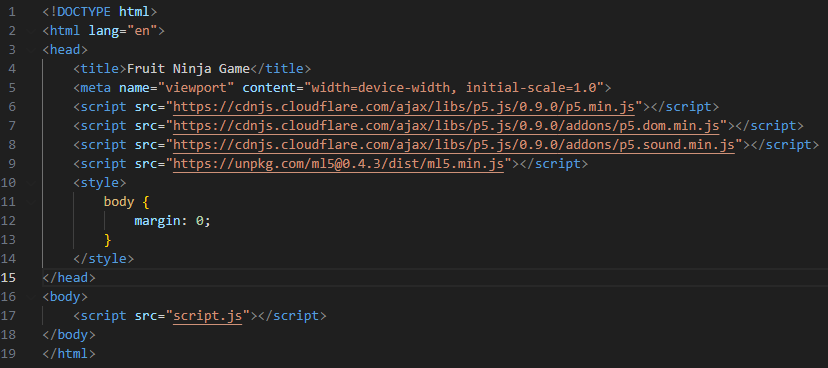 1 <!DOCTYPE html>
2 <html lang="en">
3 <head>
4 <title>Fruit Ninja Game</title>
5 <meta name="viewport" content="width=device-width, initial-scale=1.0">
6 <script src="https://cdnjs.cloudflare.com/ajax/libs/p5.js/0.9.0/p5.min.js"></script>
7 <script src="https://cdnjs.cloudflare.com/ajax/libs/p5.js/0.9.0/addons/p5.dom.min.js"></script>
8 <script src="https://cdnjs.cloudflare.com/ajax/libs/p5.js/0.9.0/addons/p5.sound.min.js"></script>
9 <script src="https://unpkg.com/ml5@0.4.3/dist/ml5.min.js"></script>
10 <style>
11 body {
12 margin: 0;
13 }
14 </style>
15 </head>
16 <body>
17 <script src="script.js"></script>
18 </body>
19 </html>